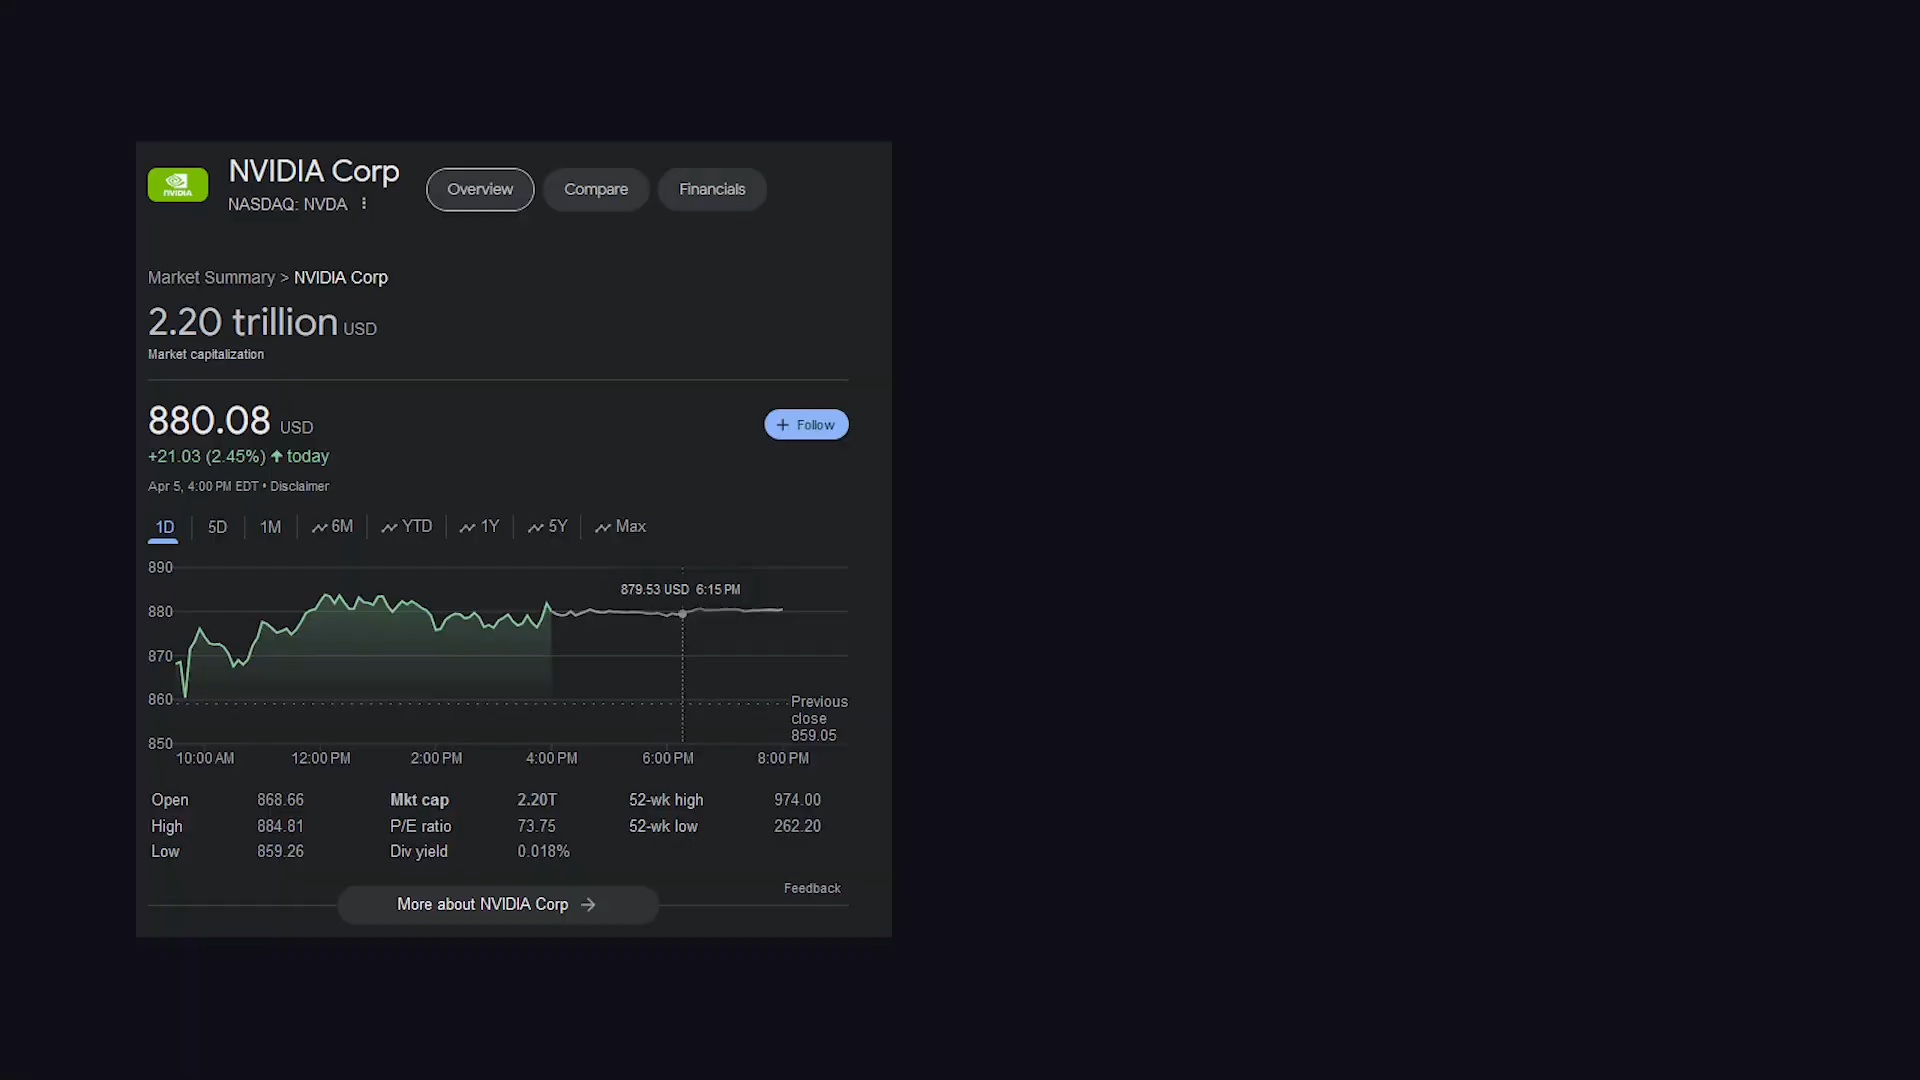 NVIDIA
NVIDIA Corp
NASDAQ: NVDA
Overview
Compare
Financials
Market Summary > NVIDIA Corp
2.20 trillion USD
Market capitalization
880.08 USD
+ Follow
+21.03 (2.45%) ↑ today
Apr 5, 4:00 PM EDT • Disclaimer
1D
5D
1M
6M
YTD
1Y
5Y
Max
890
879.53 USD 6:15 PM
880
870
860
Previous
close
859.05
850
10:00 AM
12:00 PM
2:00 PM
4:00 PM
6:00 PM
8:00 PM
Open 868.66 Mkt cap 2.20T 52-wk high 974.00
High 884.81 P/E ratio 73.75 52-wk low 262.20
Low 859.26 Div yield 0.018%
Feedback
More about NVIDIA Corp →